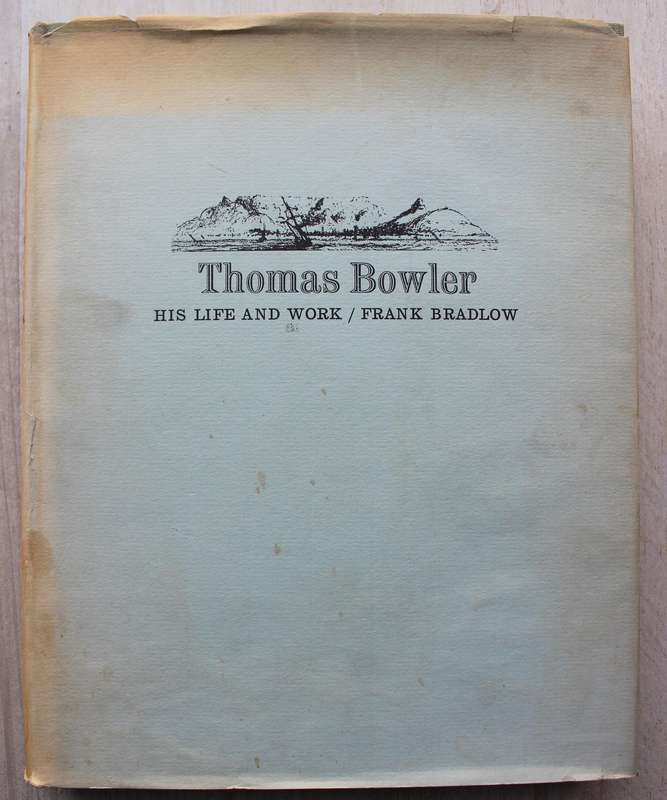 Thomas Bowler
HIS LIFE AND WORK / FRANK BRADLOW